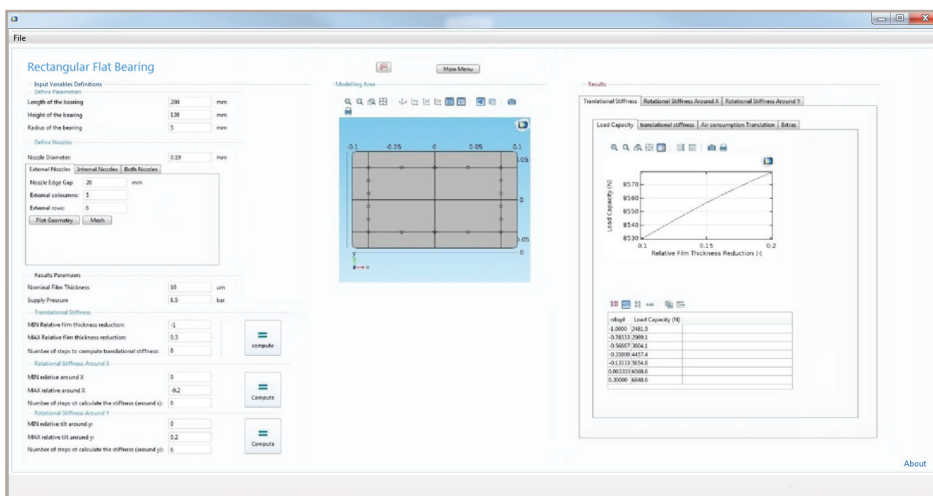 File
Rectangular Flat Bearing
Main Menu
Input Variables Definitions
Define Parameters
Length of the bearing 200 mm
Height of the bearing 120 mm
Radius of the bearing 5 mm
Define Nozzles
Nozzle Diameter: 0.19 mm
External Nozzles Internal Nozzles Both Nozzles
Nozzle Edge Gap 20 mm
External coloumns: 5
External rows: 6
Plot Geometry Mesh
Results Paramaers
Nominal Film Thickness 10 um
Supply Pressure 6.5 bar
Translational Stiffness
MIN Relative film thickness reduction: -1
MAX Relative film thickness reduction: 0.3
Number of steps to compute translational stiffness: 6
compute
Rotational Stiffness Around X
MIN relative around X 0
MAX relative around X -0.2
Number of steps ot calculate the stiffness (around x): 6
Compute
Rotational Stiffness Around Y
MIN relative tilt around y: 0
MAX relative tilt around y: 0.2
Number of steps ot calculate the stiffness (around y): 6
Compute
Modelling Area
-0.1 -0.05 0 0.05 0.1
0.05
0
0.05
0
y
x
Results
Translational Stiffness Rotational Stiffness Around X Rotational Stiffness Around Y
Load Capacity translational stiffness Air consumption Translation Extras
Load Capacity (N)
8570
8560
8550
8540
8530
0.1 0.15 0.2
Relative Film Thickness Reduction (-)
rdispl Load Capacity (N)
-1.0000 2481.3
-0.78333 2969.1
-0.56667 3604.1
-0.35000 4457.4
-0.13333 5654.6
0.30000 6848.6
About